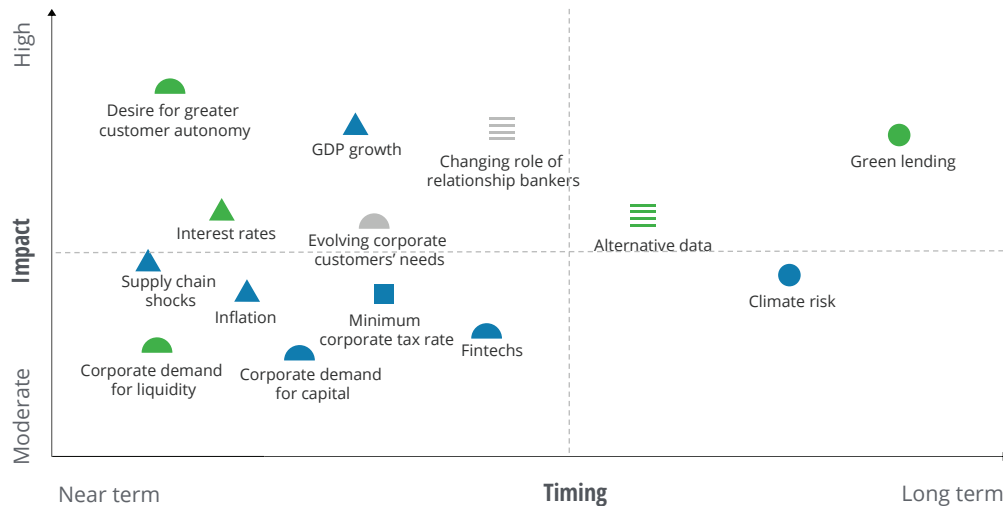 High
Desire for greater
customer autonomy
GDP growth
Changing role of
relationship bankers
Green lending
Interest rates
Evolving corporate
customers’ needs
Alternative data
Impact
Supply chain
shocks
Inflation
Minimum
corporate tax rate
Fintechs
Climate risk
Corporate demand
for liquidity
Corporate demand
for capital
Moderate
Near term
Timing
Long term